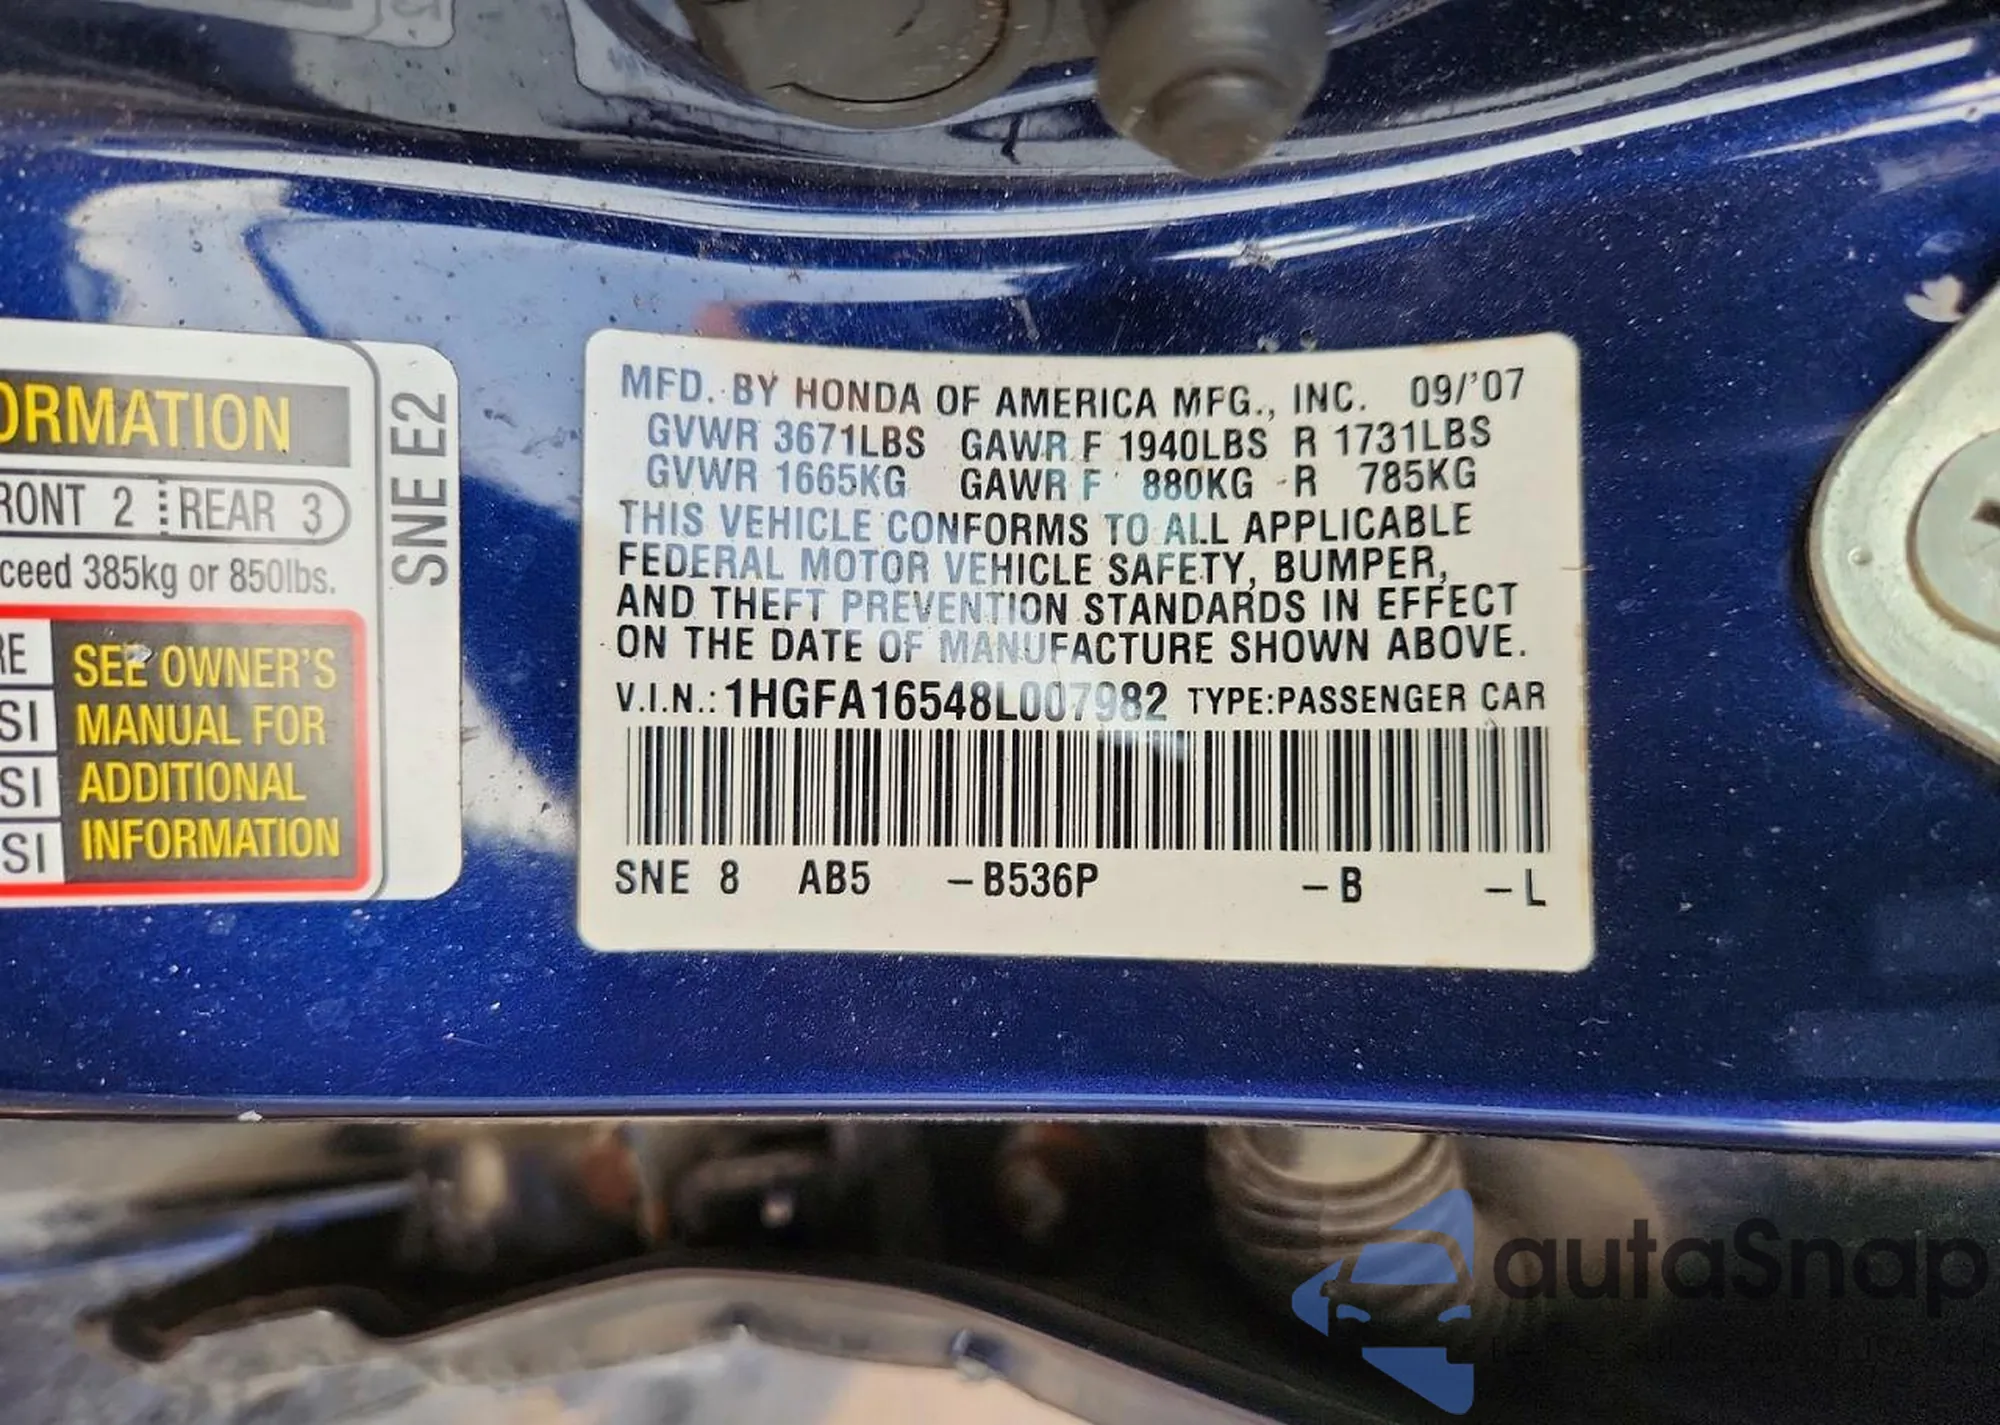 ORMATION
RONT 2 REAR 3
ceed 385kg or 850lbs.
RE
SI
SI
SI
SEE OWNER'S
MANUAL FOR
ADDITIONAL
INFORMATION
SNE E2
MFD. BY HONDA OF AMERICA MFG., INC. 09/'07
GVWR 3671LBS GAWR F 1940LBS R 1731LBS
GVWR 1665KG GAWR F 880KG R 785KG
THIS VEHICLE CONFORMS TO ALL APPLICABLE
FEDERAL MOTOR VEHICLE SAFETY, BUMPER,
AND THEFT PREVENTION STANDARDS IN EFFECT
ON THE DATE OF MANUFACTURE SHOWN ABOVE.
V.I.N.: 1HGFA16548L007982 TYPE:PASSENGER CAR
SNE 8 AB5 -B536P -B -L
autaSnap